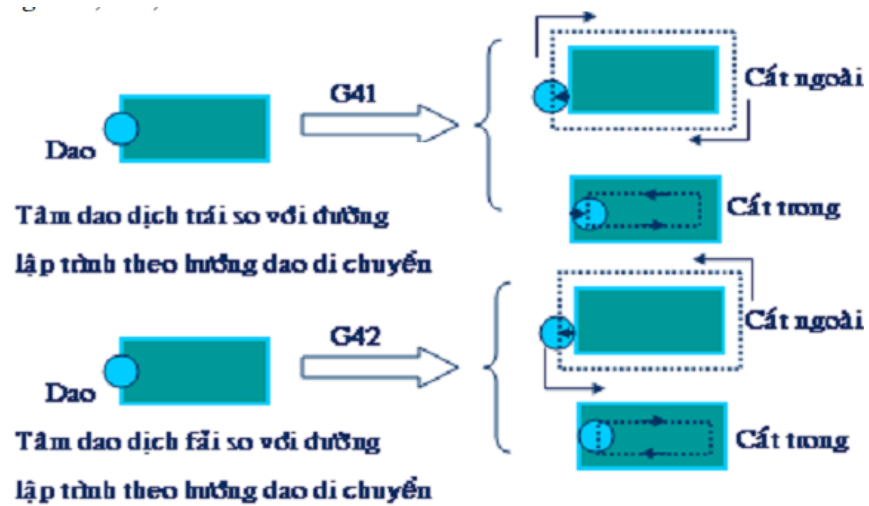 G41
Cắt ngoài
Dao
Cắt trong
Tâm dao dịch trái so với đường
lập trình theo hướng dao di chuyển
G42
Cắt ngoài
Dao
Cắt trong
Tâm dao dịch fải so với đường
lập trình theo hướng dao di chuyển